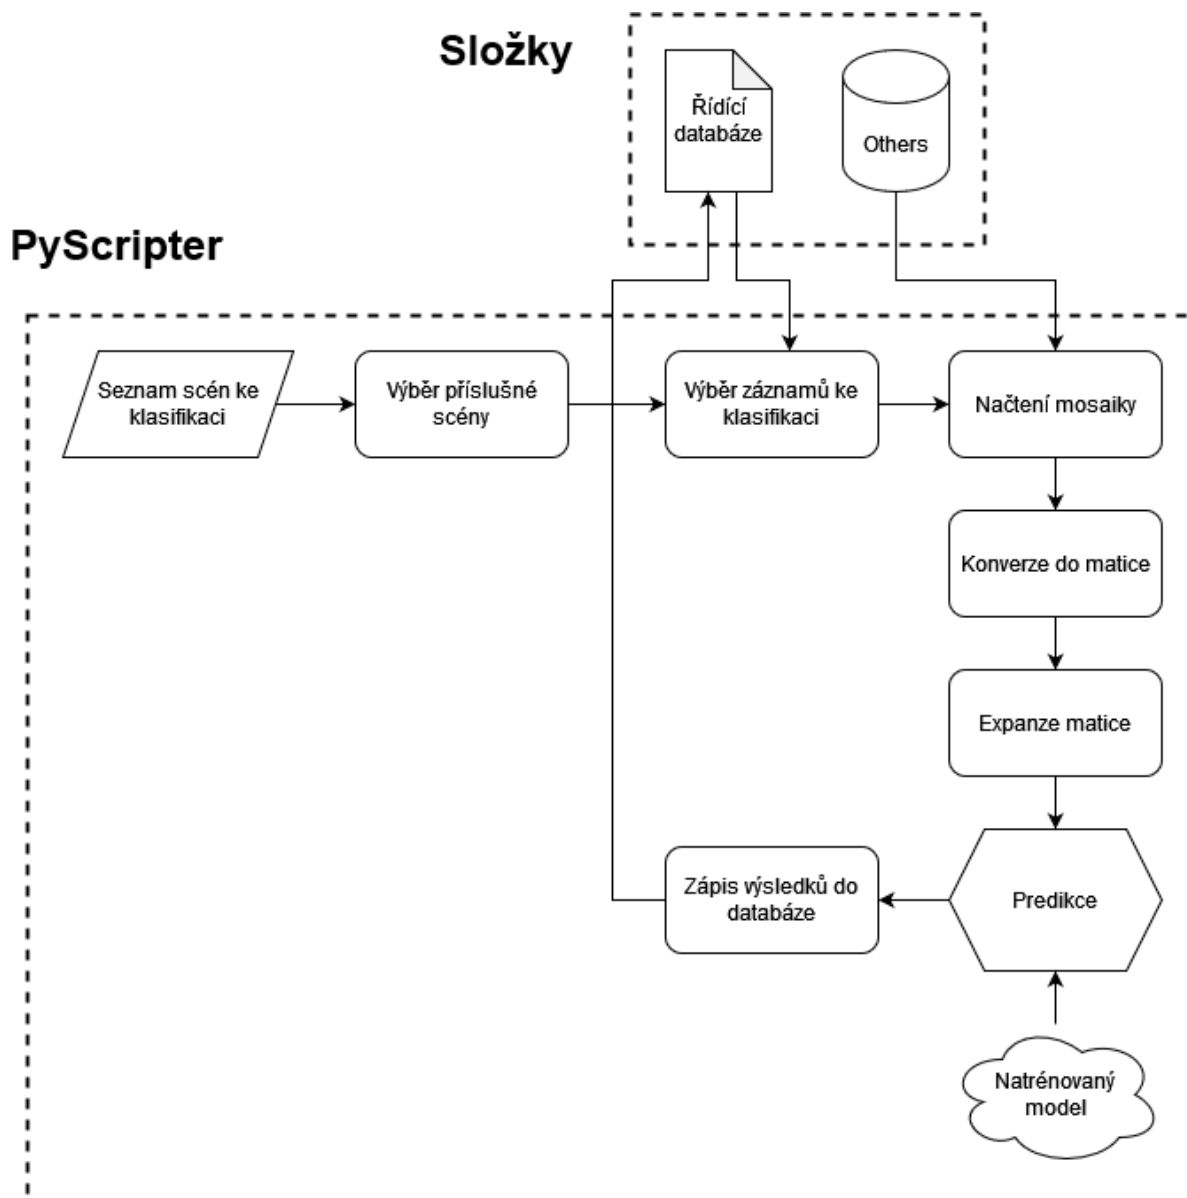 Složky
Řídící
databáze
Others
PyScripter
Seznam scén ke
klasifikaci
Výběr příslušné
scény
Výběr záznamů ke
klasifikaci
Načtení mosaiky
Konverze do matice
Expanze matice
Zápis výsledků do
databáze
Predikce
Natrénovaný
model